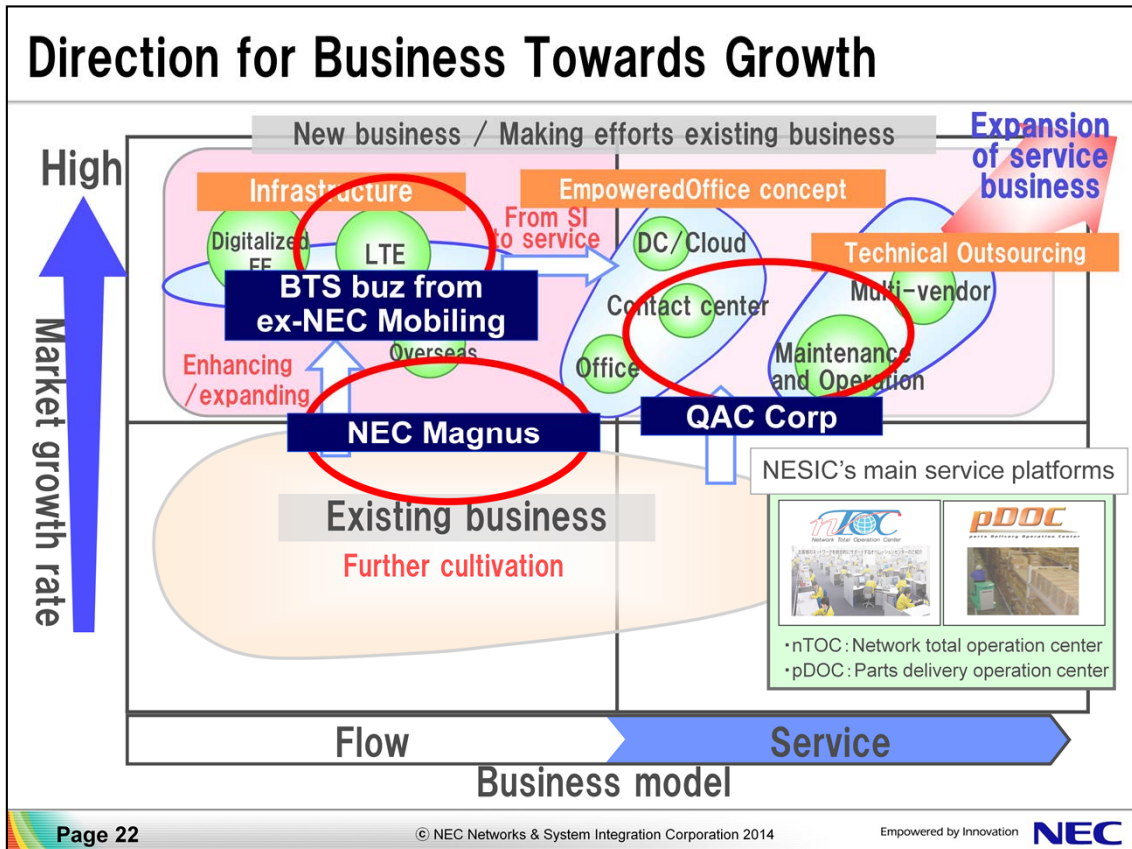 Direction for Business Towards Growth
New business / Making efforts existing business
Expansion
of service
business
High
Market growth rate
Infrastructure
EmpoweredOffice concept
Technical Outsourcing
Digitalized
LTE
From SI
to service
DC/Cloud
Contact center
Multi-vendor
BTS buz from
ex-NEC Mobiling
Overseas
Office
Maintenance
and Operation
Enhancing
/expanding
NEC Magnus
QAC Corp
Existing business
Further cultivation
NESIC's main service platforms
nTOC
Network Total Operation Center
pDOC
parts Delivery Operation Center
・nTOC：Network total operation center
・pDOC：Parts delivery operation center
Flow
Service
Business model
Page 22
© NEC Networks & System Integration Corporation 2014
Empowered by Innovation
NEC